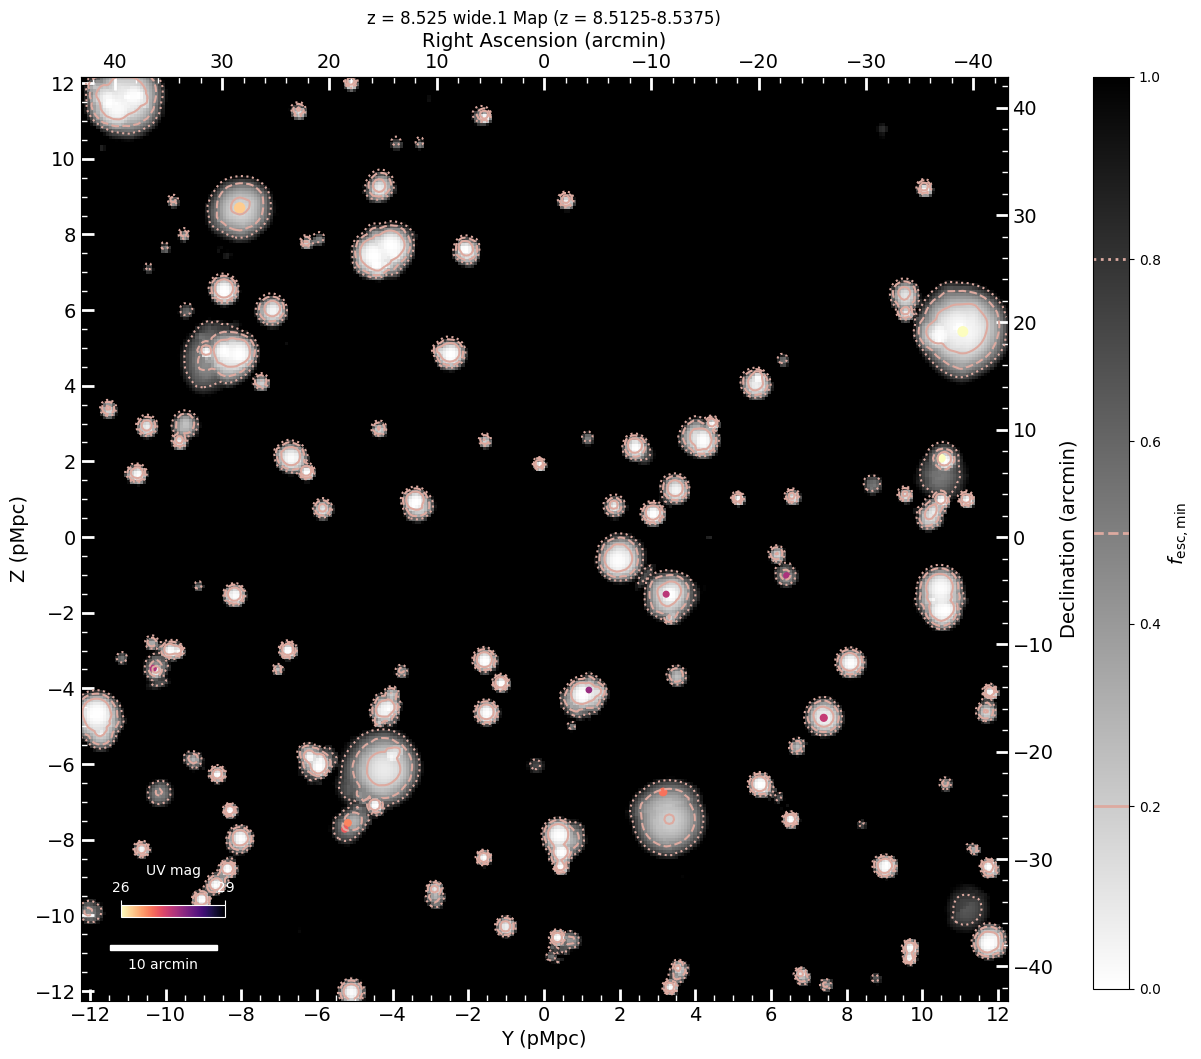 z = 8.525 wide.1 Map (z = 8.5125-8.5375)
Right Ascension (arcmin)
40 30 20 10 0 −10 −20 −30 −40
12 10 8 6 4 2 0 −2 −4 −6 −8 −10 −12
Z (pMpc)
40 30 20 10 0 −10 −20 −30 −40
Declination (arcmin)
1.0 0.8 0.6 0.4 0.2 0.0
fesc,min
UV mag
26 29
10 arcmin
−12 −10 −8 −6 −4 −2 0 2 4 6 8 10 12
Y (pMpc)